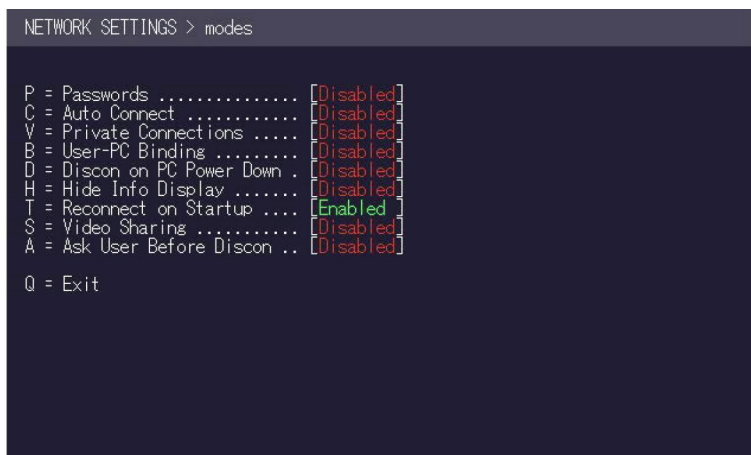 NETWORK SETTINGS > modes
P = Passwords ............... [Disabled]
C = Auto Connect ............ [Disabled]
V = Private Connections ..... [Disabled]
B = User-PC Binding ......... [Disabled]
D = Discon on PC Power Down . [Disabled]
H = Hide Info Display ....... [Disabled]
T = Reconnect on Startup .... [Enabled ]
S = Video Sharing ........... [Disabled]
A = Ask User Before Discon .. [Disabled]
Q = Exit